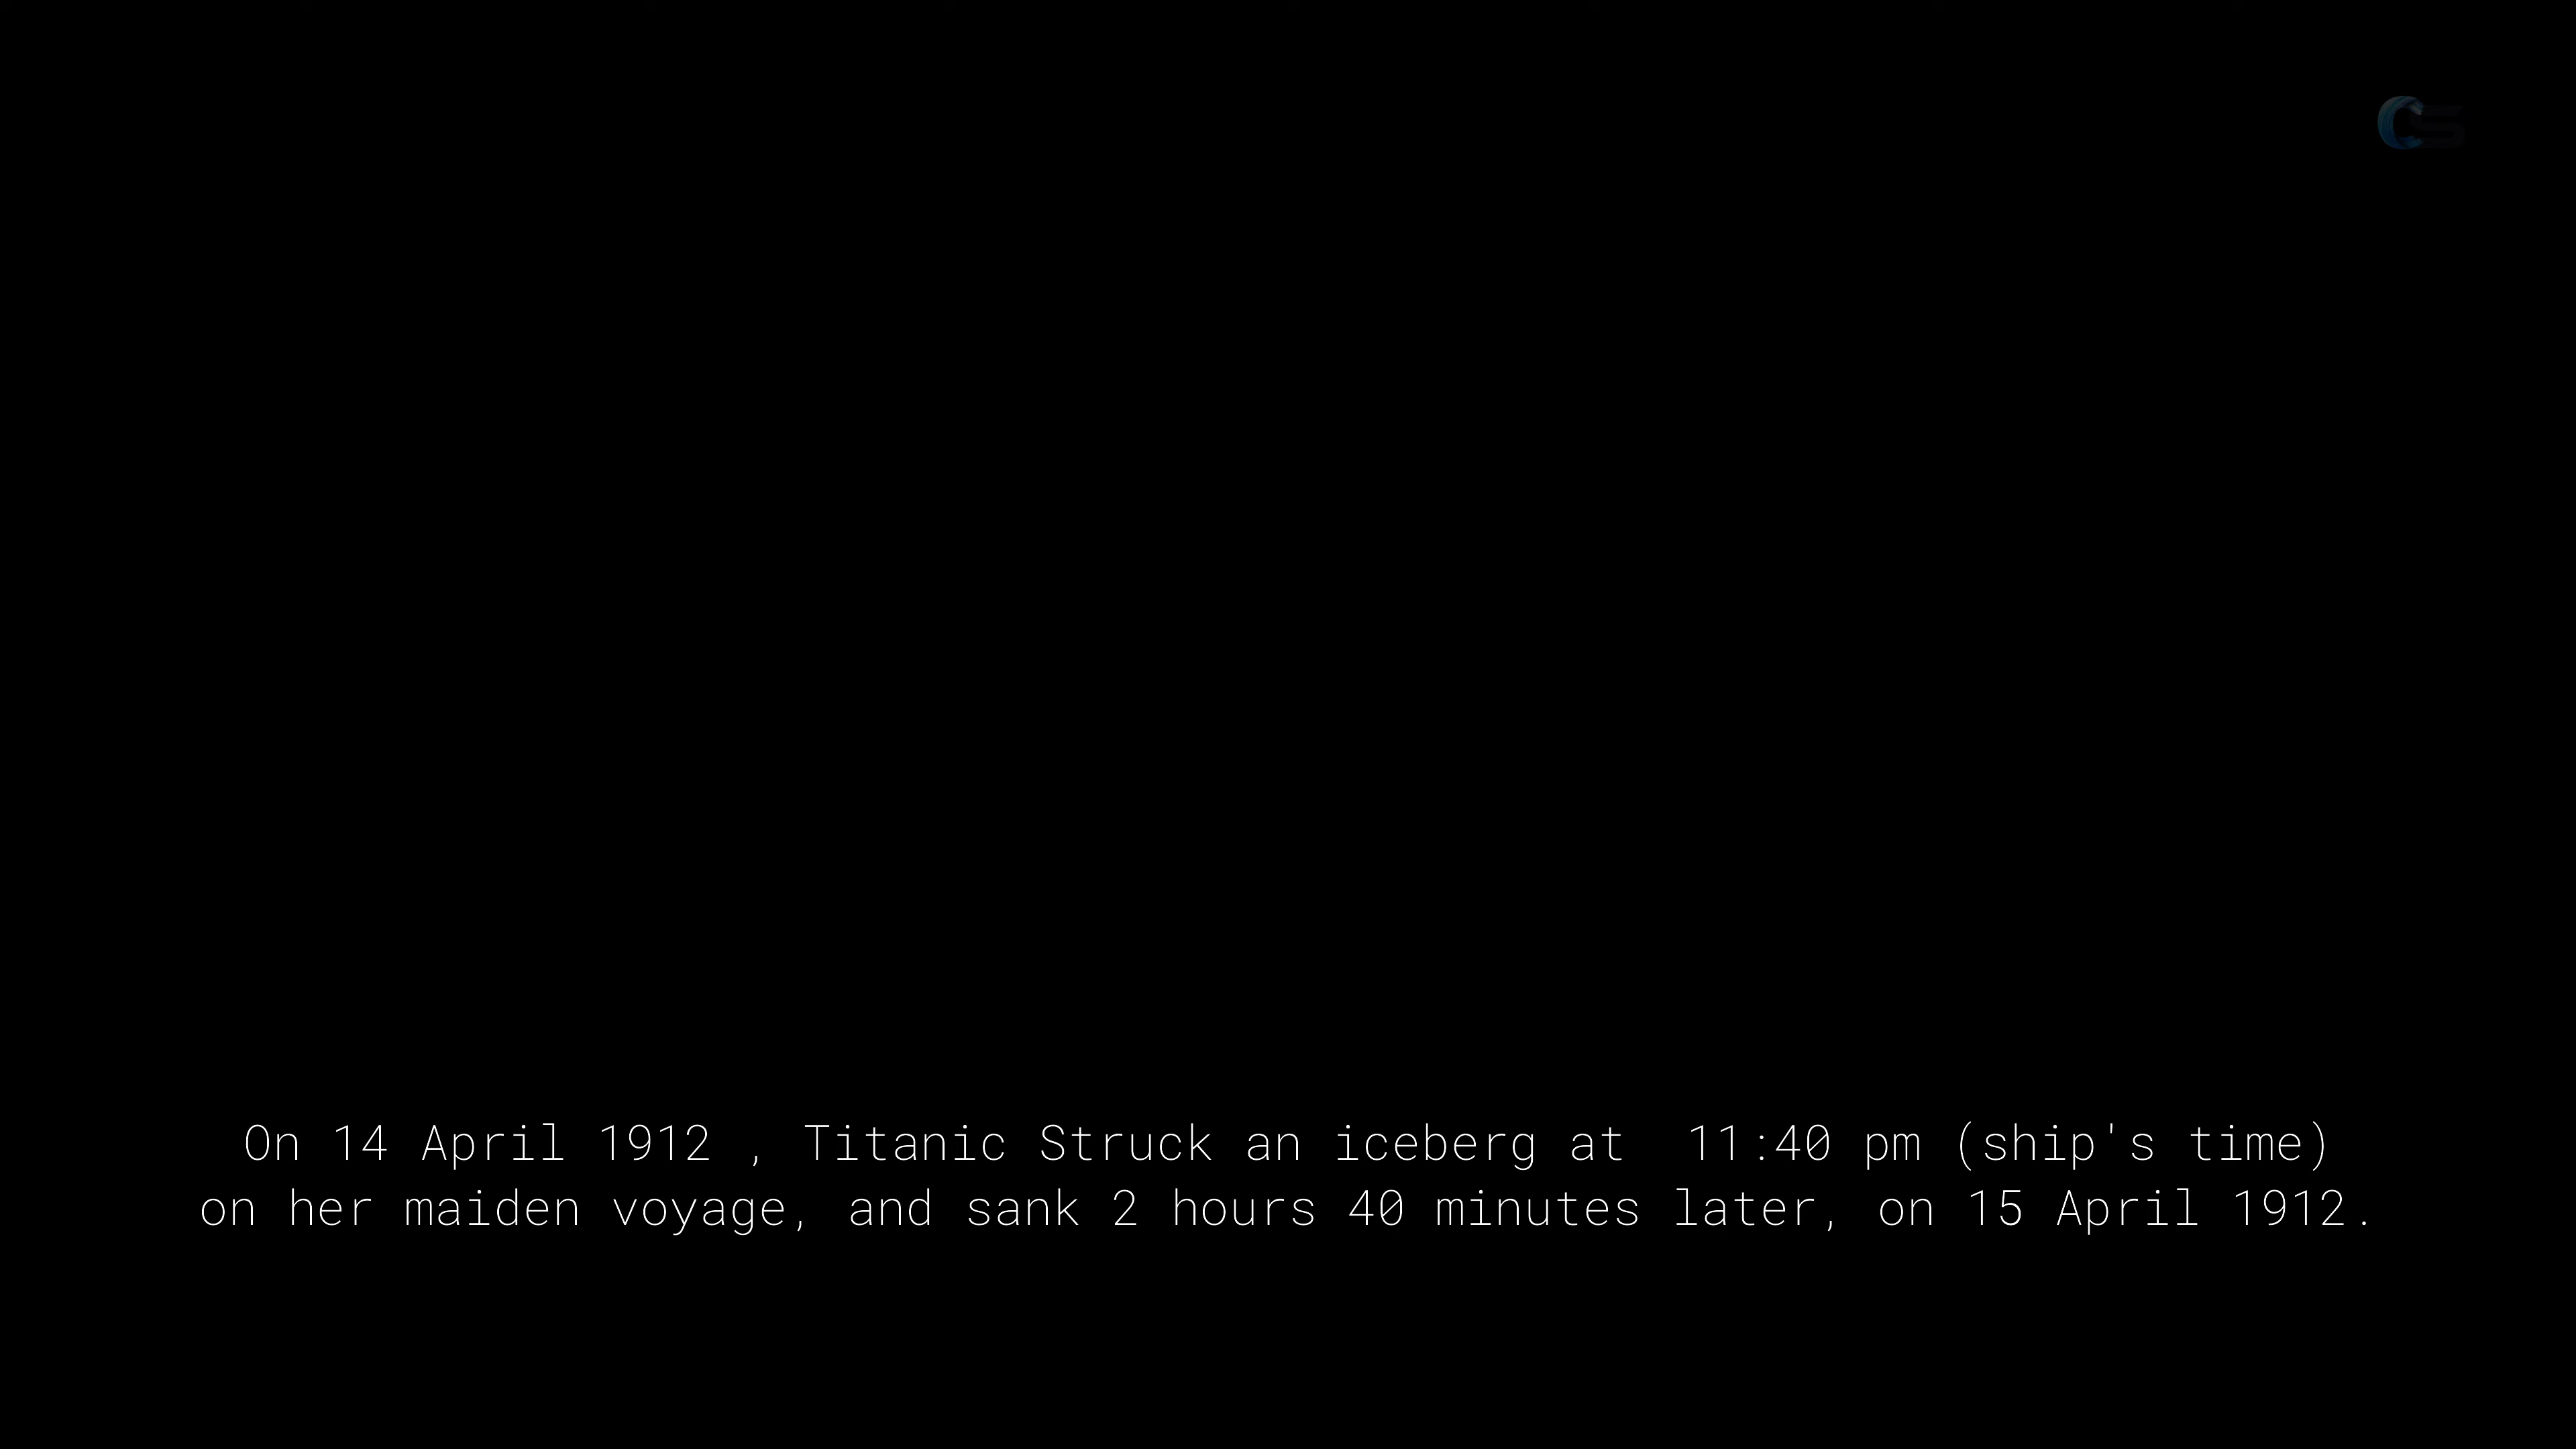 CS
On 14 April 1912 , Titanic Struck an iceberg at  11:40 pm (ship's time)
on her maiden voyage, and sank 2 hours 40 minutes later, on 15 April 1912.